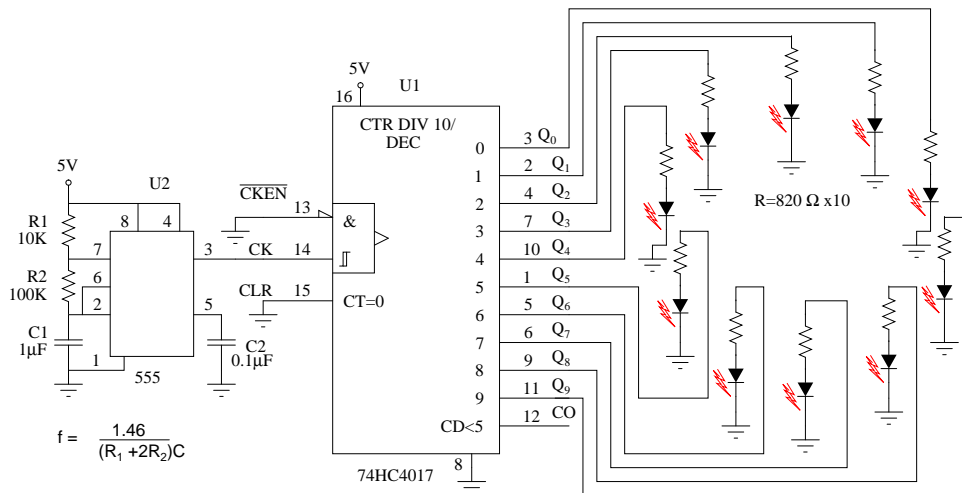 5V
U1
16
CTR DIV 10/
DEC
0
3 Q₀
1
2 Q₁
2
4 Q₂
3
7 Q₃
4
10 Q₄
5
1 Q₅
6
5 Q₆
7
6 Q₇
8
9 Q₈
9
11 Q₉
CD<5
12 CO
CKEN
13
&
CK
14
CLR
15
CT=0
8
74HC4017
R=820 Ω x10
5V
U2
R1
10K
8
4
7
3
R2
100K
6
2
5
C1
1µF
1
555
C2
0.1µF
f = 1.46
(R₁ +2R₂)C